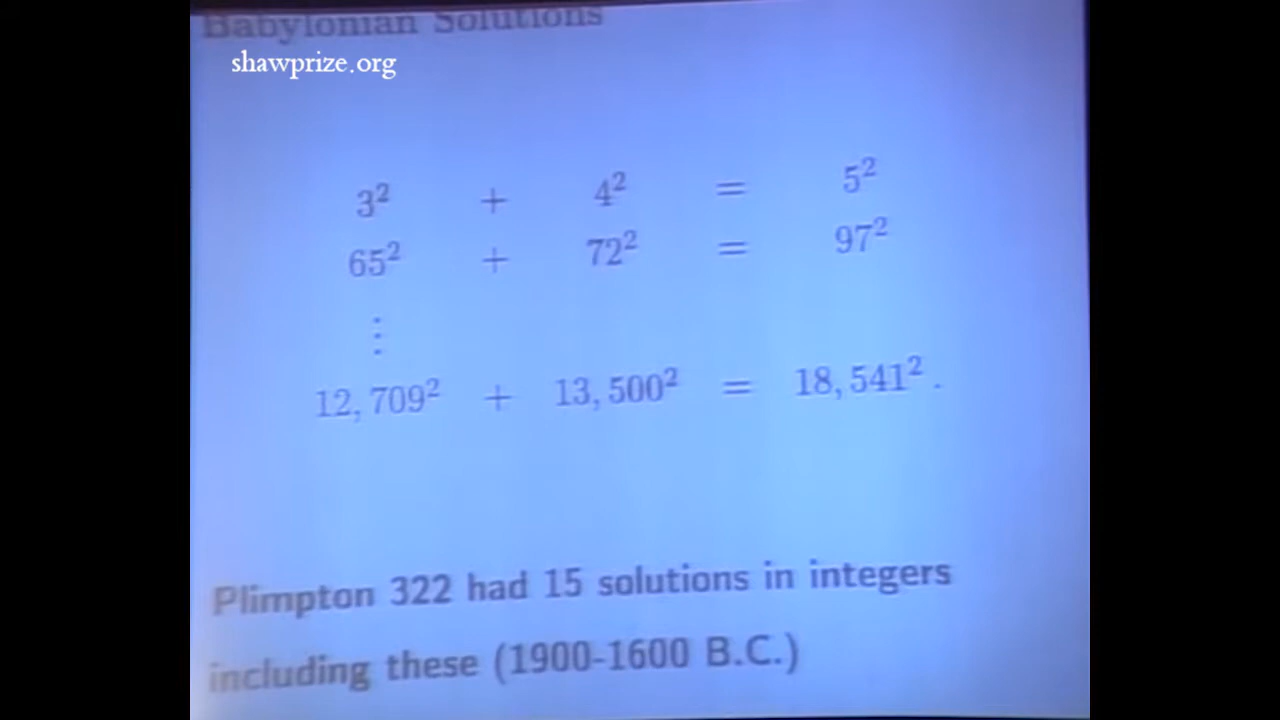 Babylonian Solutions
shawprize.org
3² + 4² = 5²
65² + 72² = 97²
⋮
12,709² + 13,500² = 18,541².
Plimpton 322 had 15 solutions in integers
including these (1900-1600 B.C.)